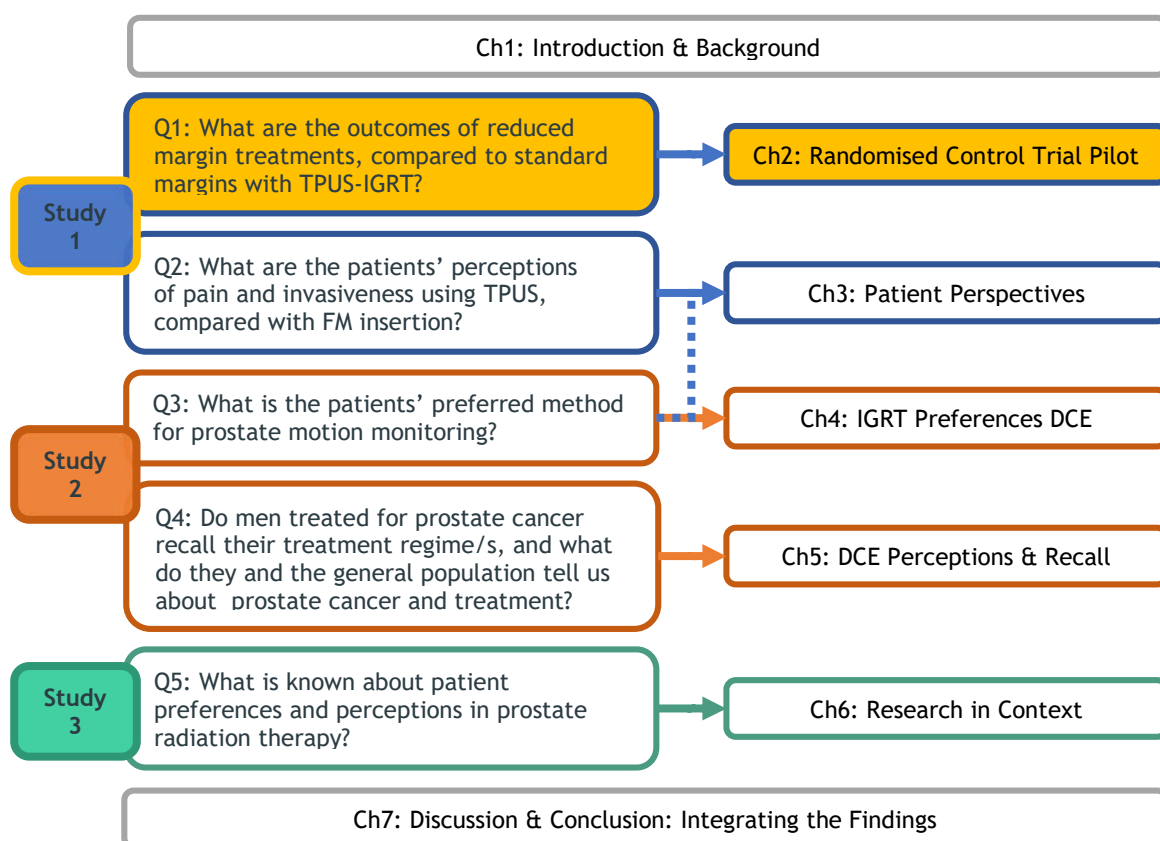 Ch1: Introduction & Background
Study
1
Q1: What are the outcomes of reduced
margin treatments, compared to standard
margins with TPUS-IGRT?
Ch2: Randomised Control Trial Pilot
Q2: What are the patients’ perceptions
of pain and invasiveness using TPUS,
compared with FM insertion?
Ch3: Patient Perspectives
Study
2
Q3: What is the patients’ preferred method
for prostate motion monitoring?
Ch4: IGRT Preferences DCE
Q4: Do men treated for prostate cancer
recall their treatment regime/s, and what
do they and the general population tell us
about prostate cancer and treatment?
Ch5: DCE Perceptions & Recall
Study
3
Q5: What is known about patient
preferences and perceptions in prostate
radiation therapy?
Ch6: Research in Context
Ch7: Discussion & Conclusion: Integrating the Findings